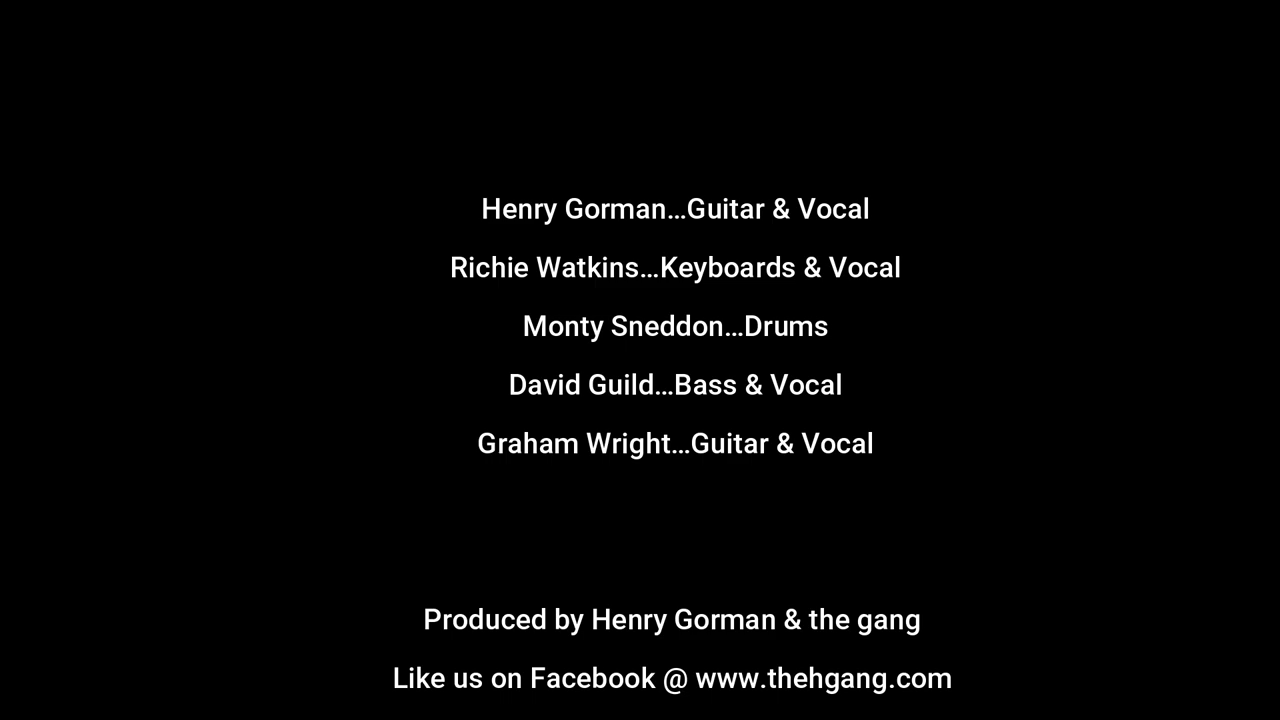 Henry Gorman...Guitar & Vocal
Richie Watkins...Keyboards & Vocal
Monty Sneddon...Drums
David Guild...Bass & Vocal
Graham Wright...Guitar & Vocal
Produced by Henry Gorman & the gang
Like us on Facebook @ www.thehgang.com